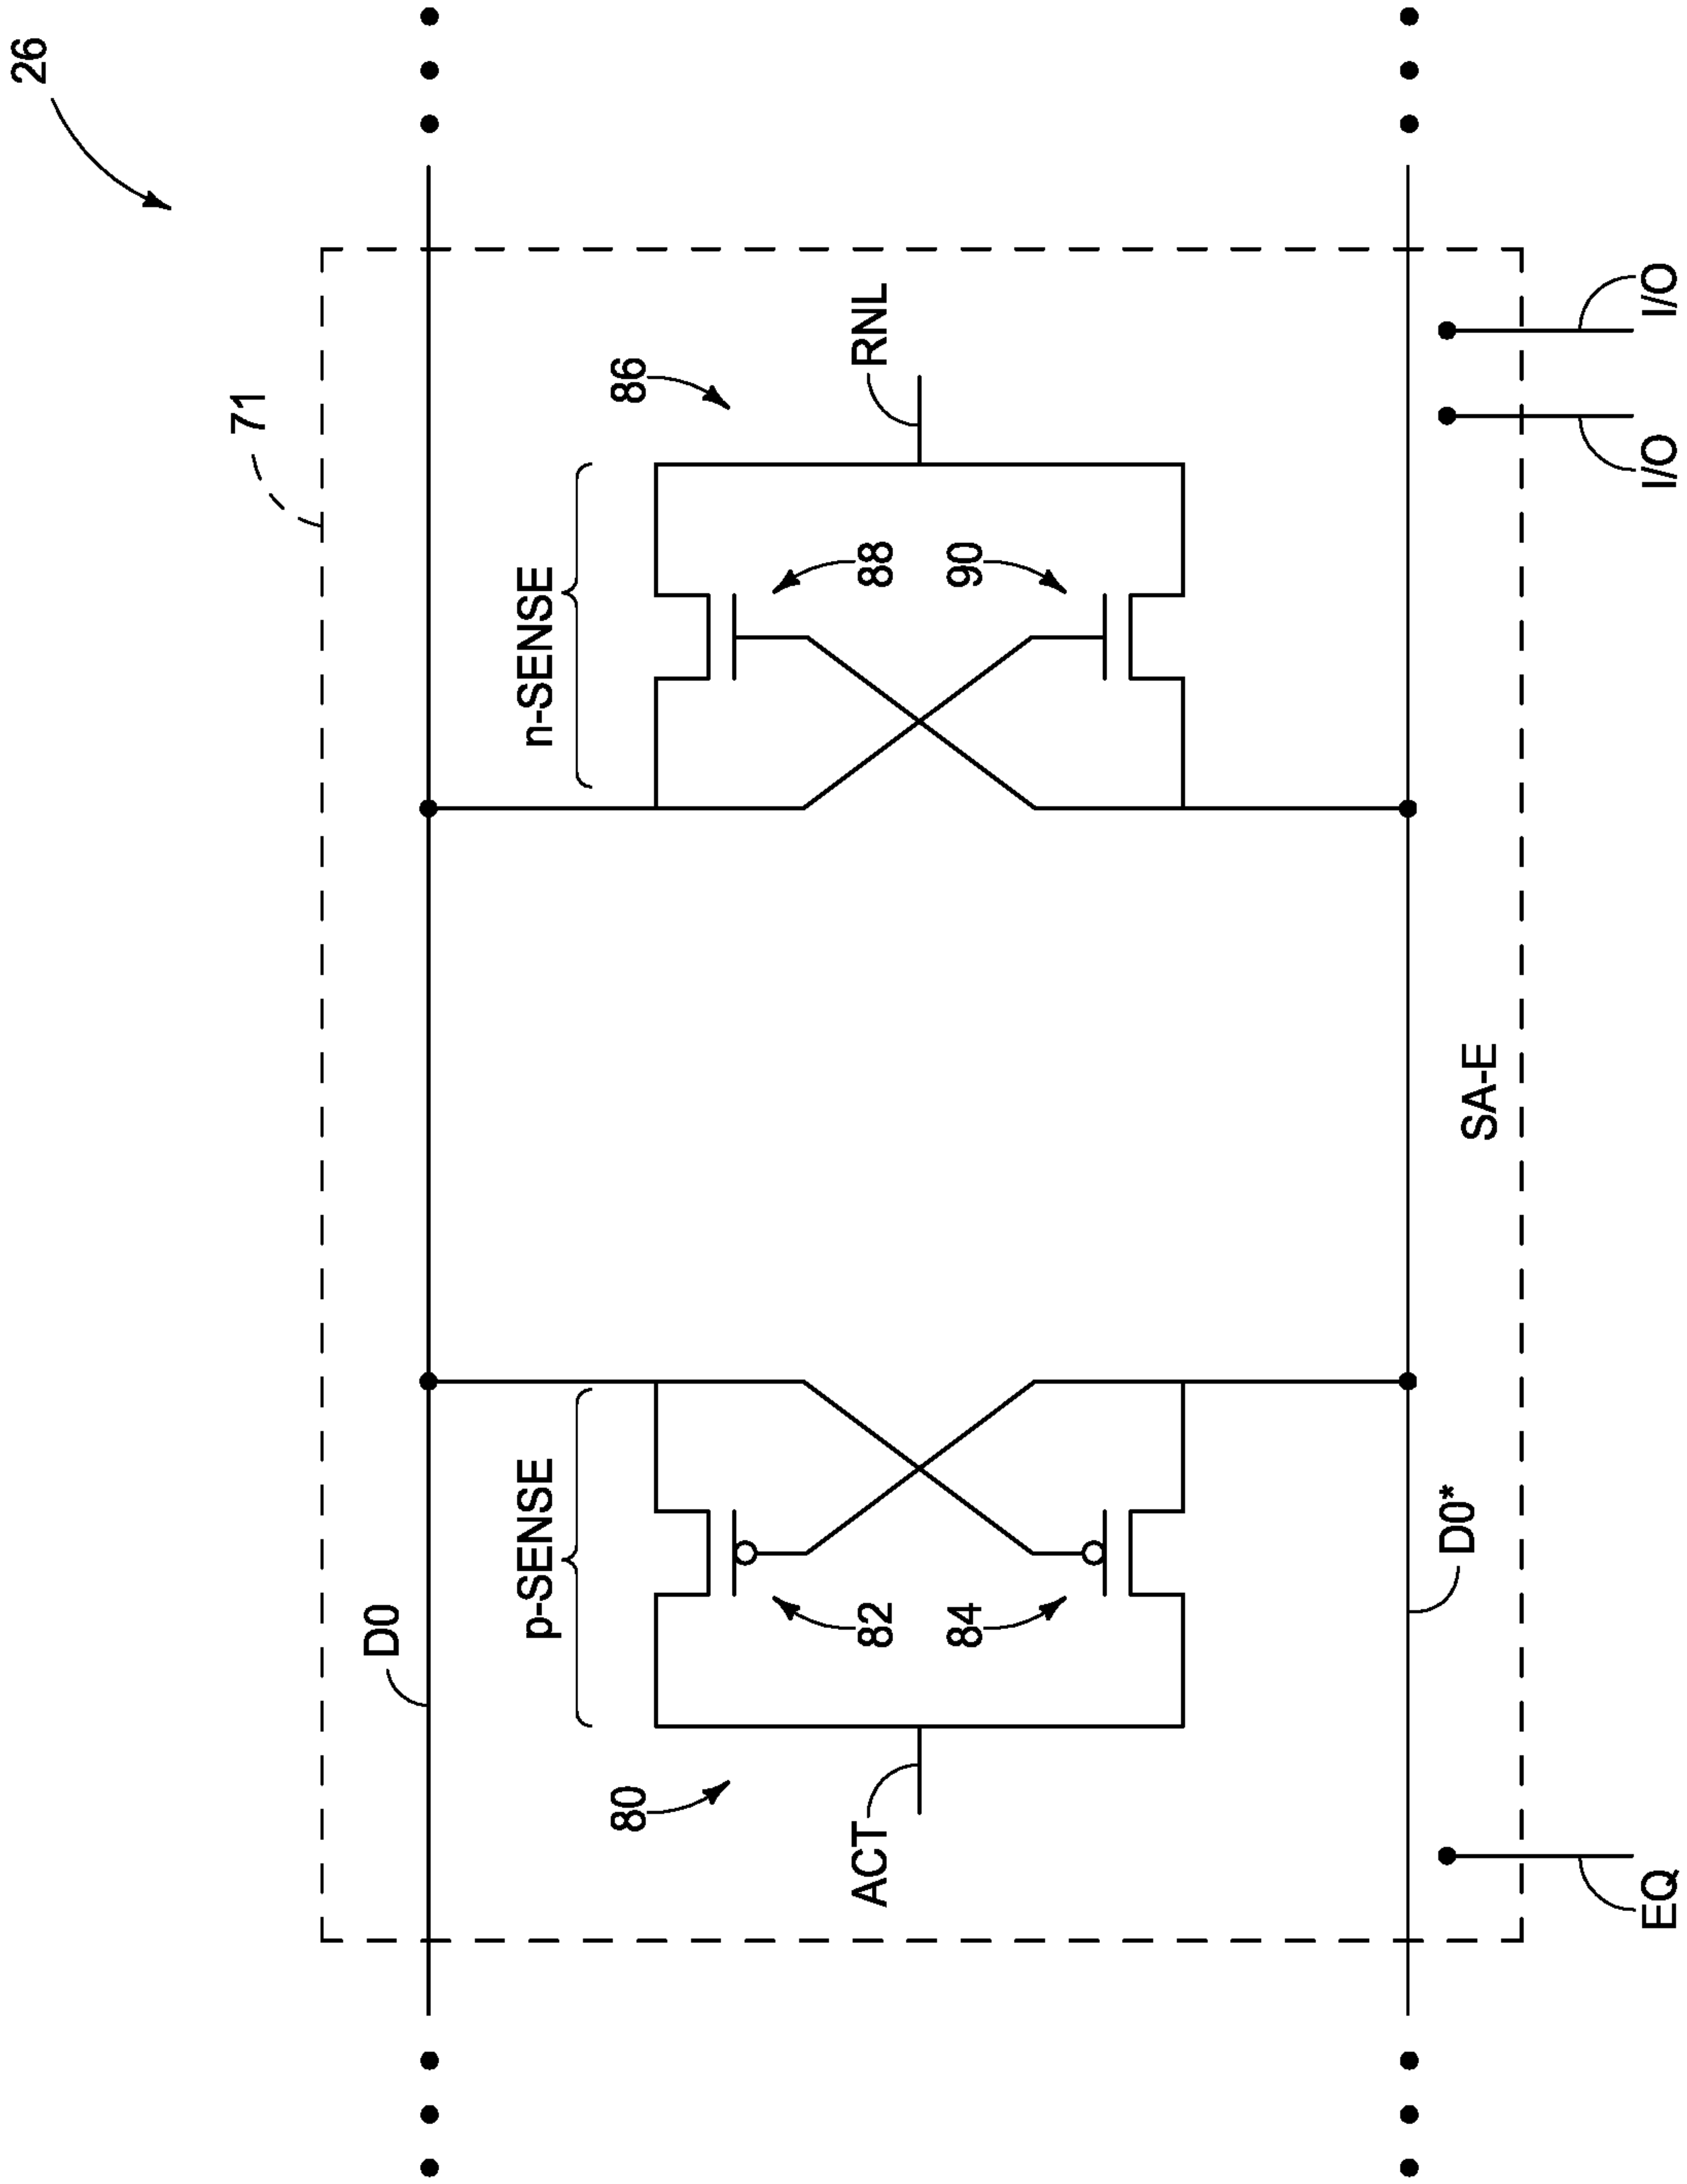 26
71
D0
p-SENSE
n-SENSE
80
86
ACT
82
88
RNL
84
90
D0*
SA-E
EQ
I/O
I/O